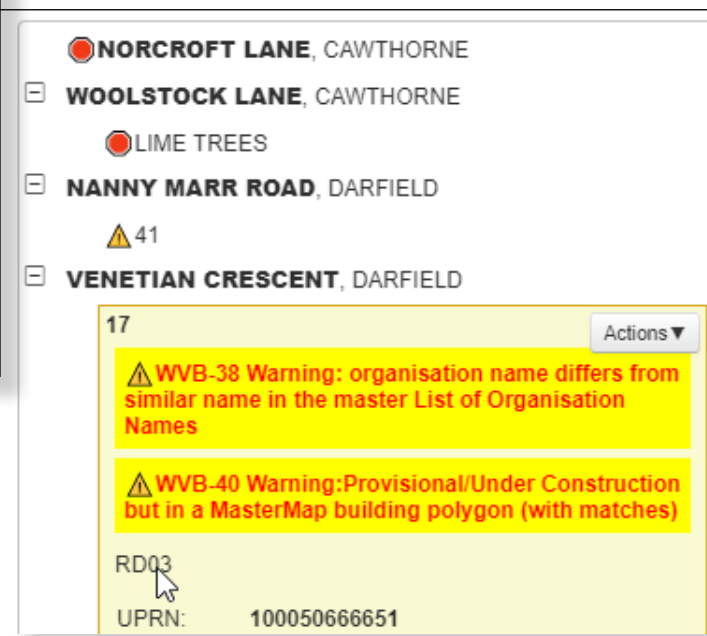 NORCROFT LANE, CAWTHORNE
WOOLSTOCK LANE, CAWTHORNE
LIME TREES
NANNY MARR ROAD, DARFIELD
41
VENETIAN CRESCENT, DARFIELD
17
Actions▼
WVB-38 Warning: organisation name differs from
similar name in the master List of Organisation
Names
WVB-40 Warning:Provisional/Under Construction
but in a MasterMap building polygon (with matches)
RD03
UPRN: 100050666651